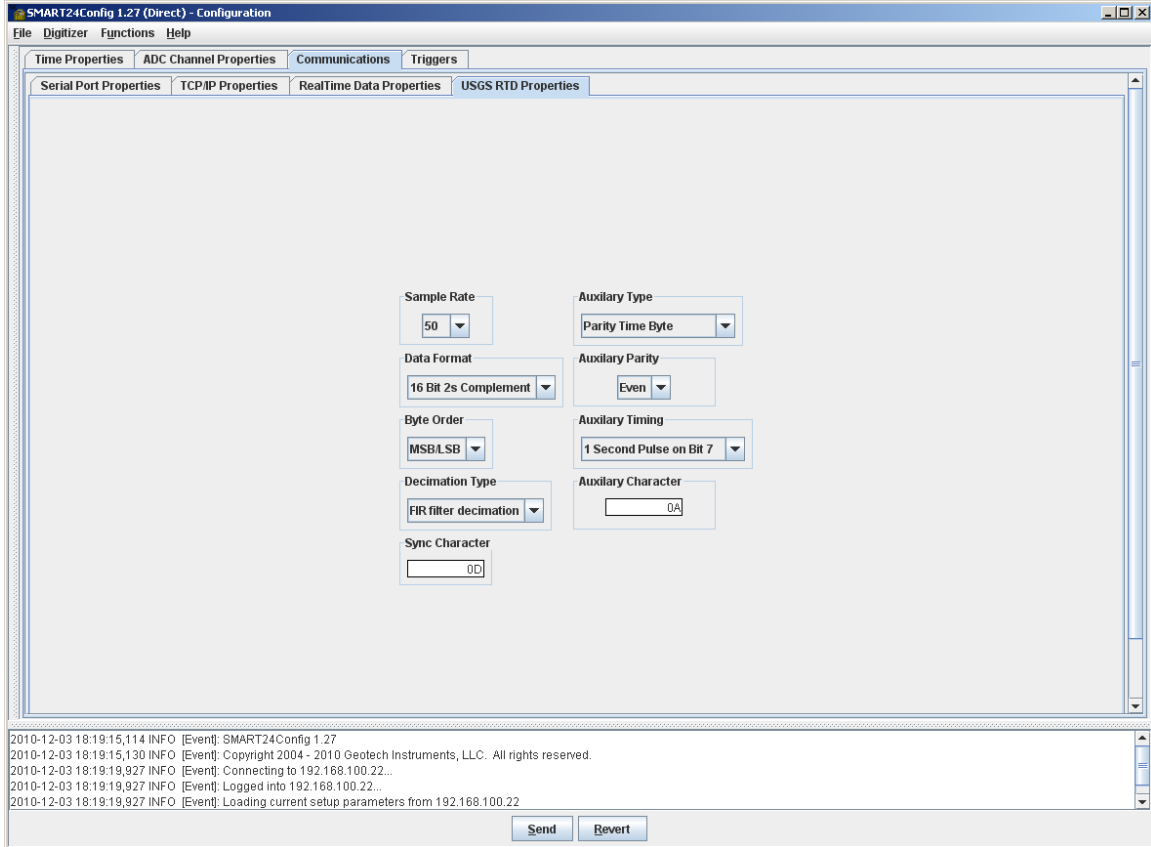 SMART24Config 1.27 (Direct) - Configuration
File Digitizer Functions Help
Time Properties ADC Channel Properties Communications Triggers
Serial Port Properties TCP/IP Properties RealTime Data Properties USGS RTD Properties
Sample Rate Auxilary Type
50 Parity Time Byte
Data Format Auxilary Parity
16 Bit 2s Complement Even
Byte Order Auxilary Timing
MSB/LSB 1 Second Pulse on Bit 7
Decimation Type Auxilary Character
FIR filter decimation 0A
Sync Character
0D
2010-12-03 18:19:15,114 INFO [Event]: SMART24Config 1.27
2010-12-03 18:19:15,130 INFO [Event]: Copyright 2004 - 2010 Geotech Instruments, LLC. All rights reserved.
2010-12-03 18:19:19,927 INFO [Event]: Connecting to 192.168.100.22...
2010-12-03 18:19:19,927 INFO [Event]: Logged into 192.168.100.22...
2010-12-03 18:19:19,927 INFO [Event]: Loading current setup parameters from 192.168.100.22
Send Revert